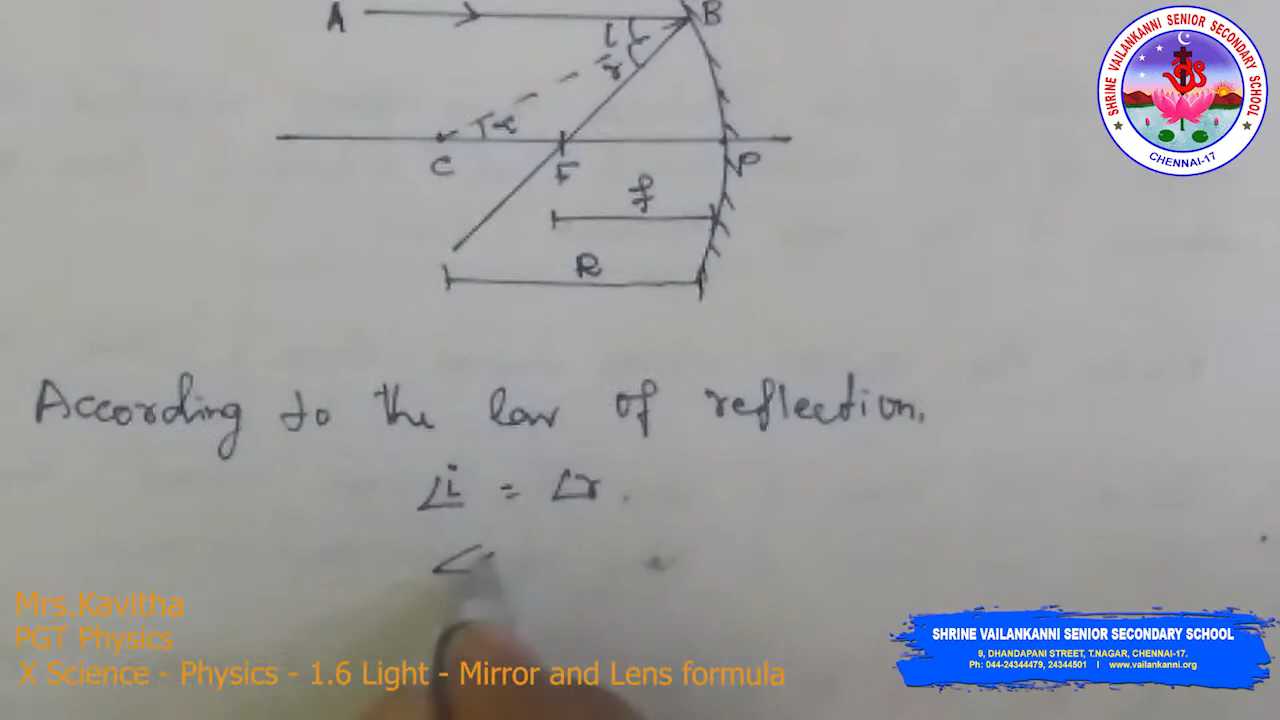 A
B
i
r
C
F
P
f
R
According to the law of reflection.
∠i = ∠r.
∠
SHRINE VAILANKANNI SENIOR SECONDARY SCHOOL
CHENNAI-17
Mrs.Kavitha
PGT Physics
X Science - Physics - 1.6 Light - Mirror and Lens formula
SHRINE VAILANKANNI SENIOR SECONDARY SCHOOL
9, DHANDAPANI STREET, T.NAGAR, CHENNAI-17.
Ph: 044-24344479, 24344501 I www.vailankanni.org